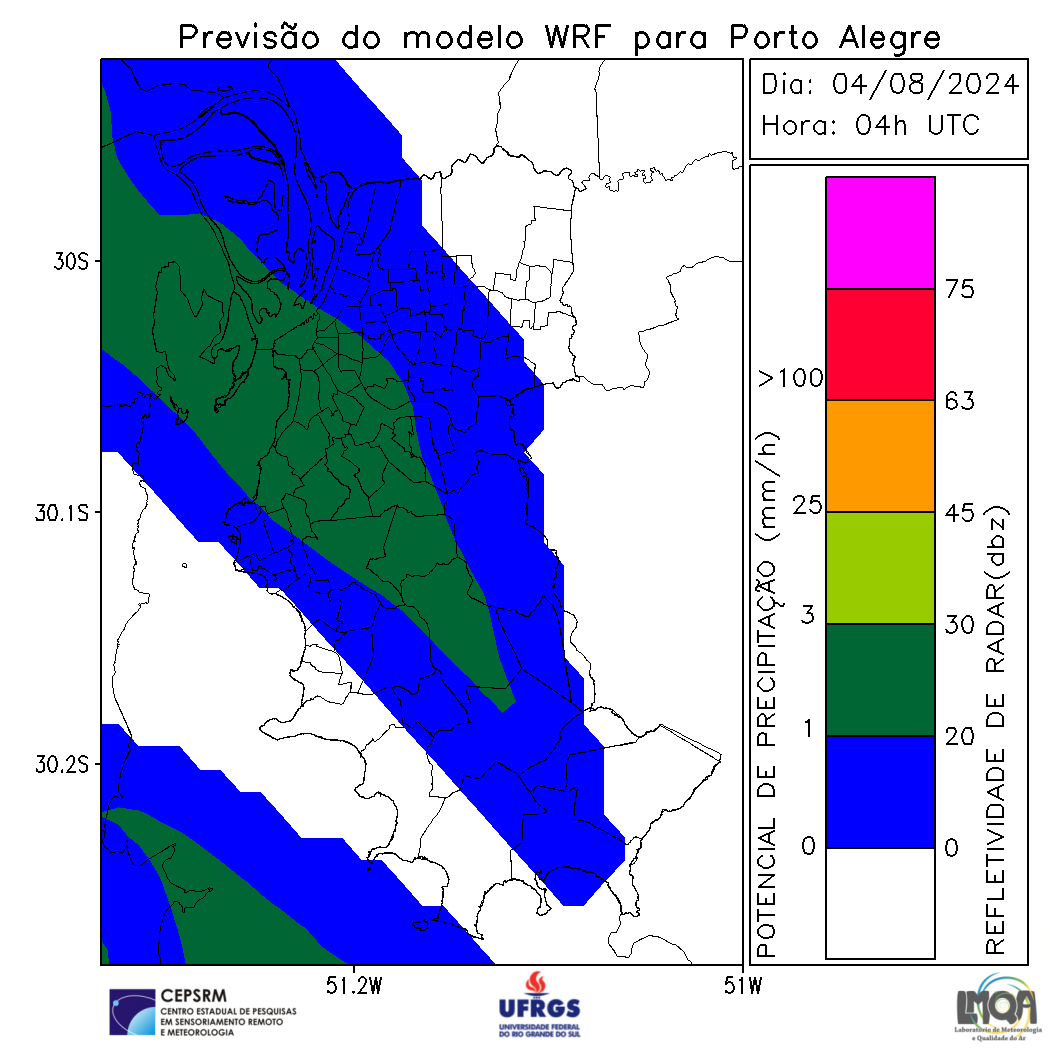 Previsão do modelo WRF para Porto Alegre
Dia: 04/08/2024
Hora: 04h UTC
30S
30.1S
30.2S
51.2W
51W
POTENCIAL DE PRECIPITAÇÃO (mm/h)
>100
25
3
1
0
75
63
45
30
20
0
REFLETIVIDADE DE RADAR(dbz)
CEPSRM
CENTRO ESTADUAL DE PESQUISAS
EM SENSORIAMENTO REMOTO
E METEOROLOGIA
UFRGS
UNIVERSIDADE FEDERAL
DO RIO GRANDE DO SUL
LMQA
Laboratório de Meteorologia
e Qualidade do Ar